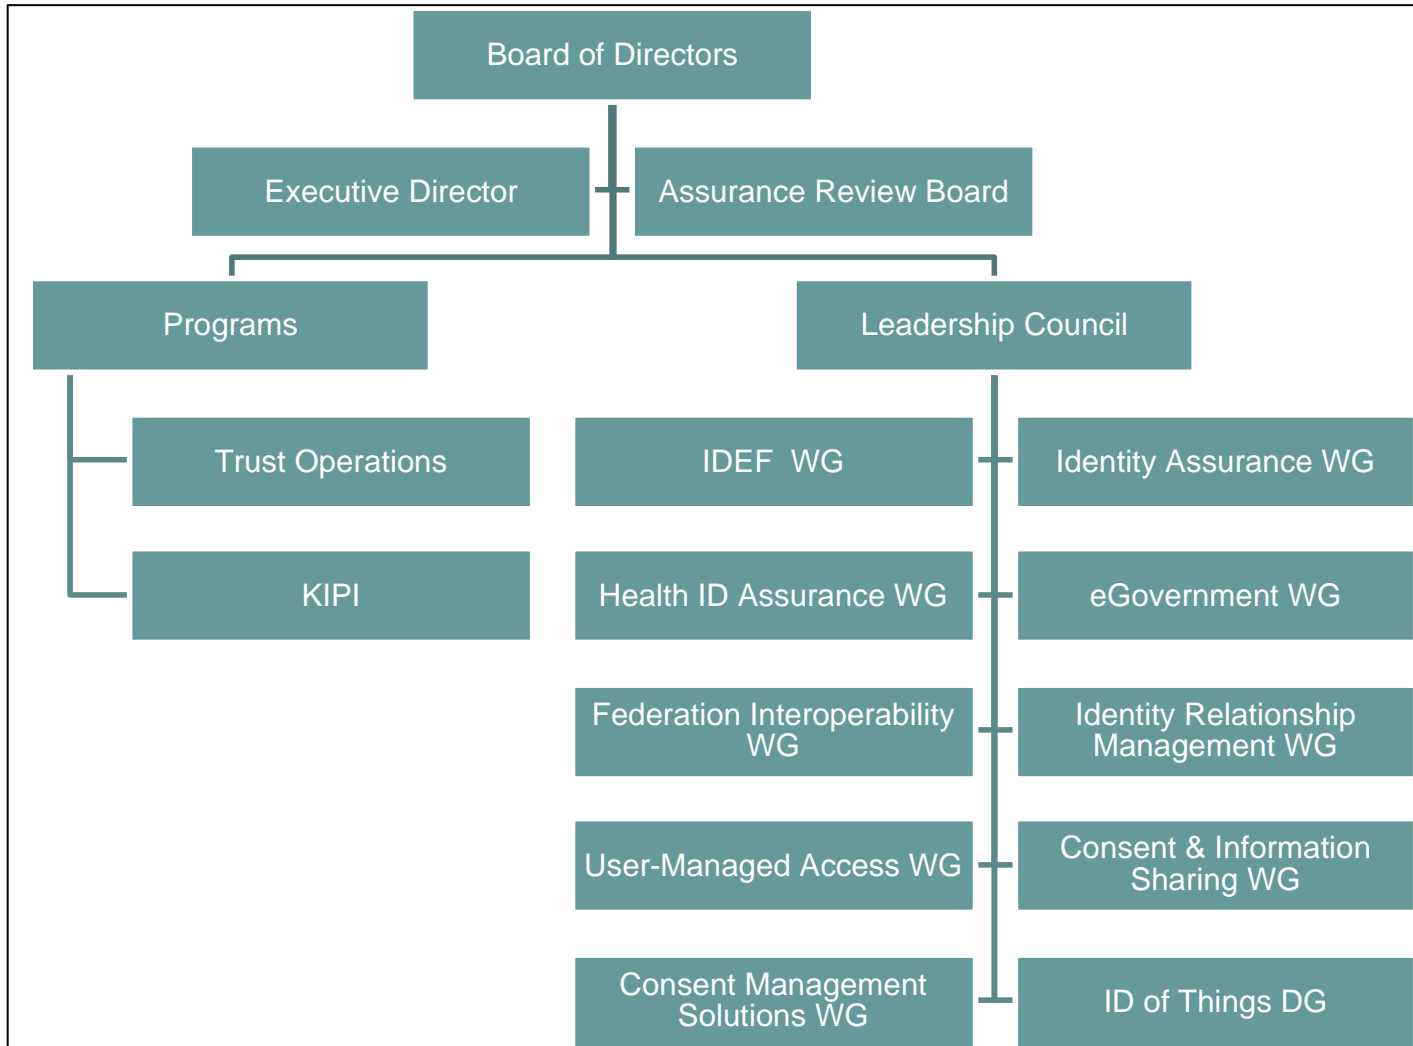 Board of Directors
Executive Director
Assurance Review Board
Programs
Leadership Council
Trust Operations
IDEF  WG
Identity Assurance WG
KIPI
Health ID Assurance WG
eGovernment WG
Federation Interoperability
WG
Identity Relationship
Management WG
User-Managed Access WG
Consent & Information
Sharing WG
Consent Management
Solutions WG
ID of Things DG